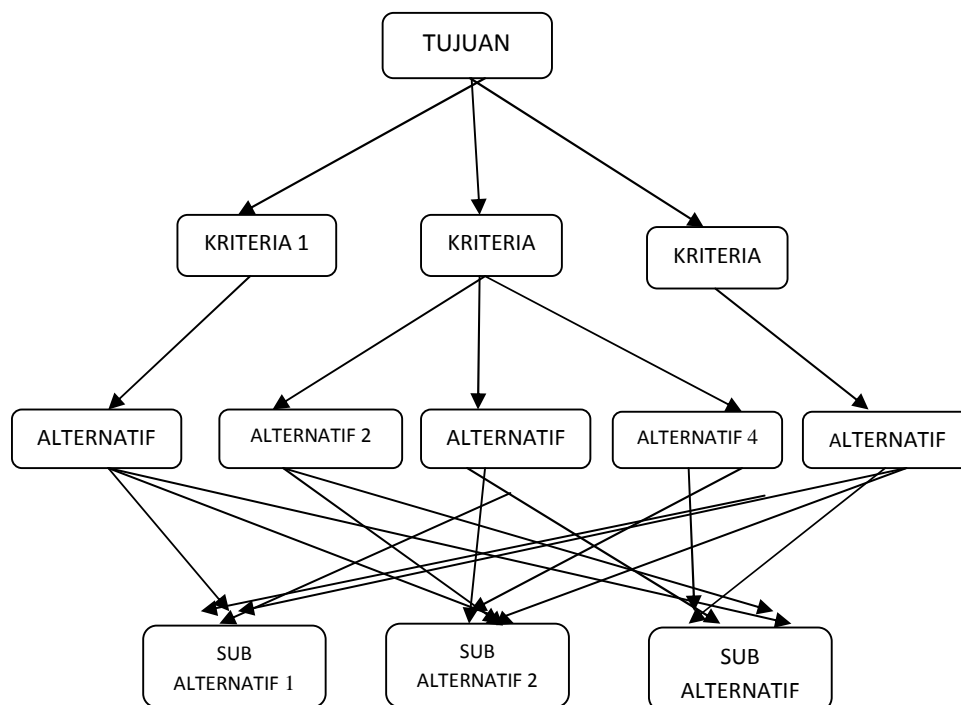 TUJUAN
KRITERIA 1
KRITERIA
KRITERIA
ALTERNATIF
ALTERNATIF 2
ALTERNATIF
ALTERNATIF 4
ALTERNATIF
SUB
ALTERNATIF 1
SUB
ALTERNATIF 2
SUB
ALTERNATIF